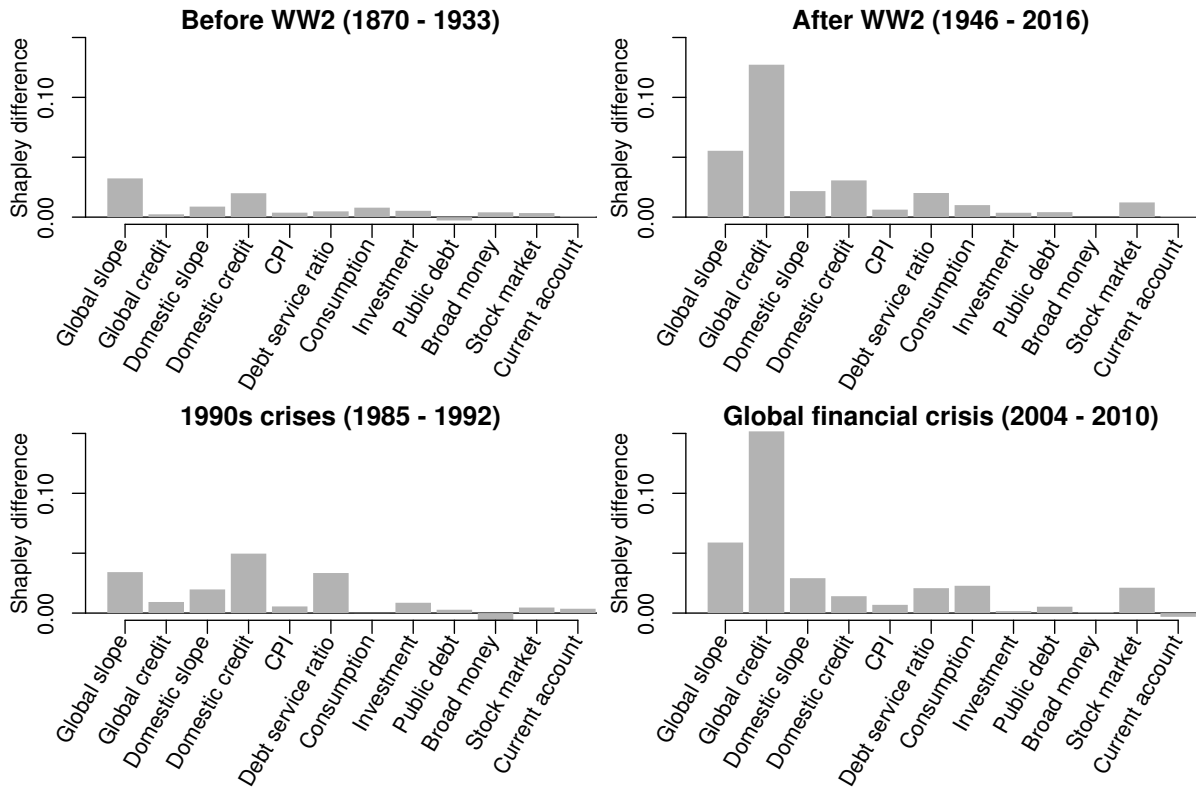 Before WW2 (1870 - 1933)
Shapley difference
0.10
0.00
Global slope
Global credit
Domestic slope
Domestic credit
CPI
Debt service ratio
Consumption
Investment
Public debt
Broad money
Stock market
Current account
After WW2 (1946 - 2016)
Shapley difference
0.10
0.00
Global slope
Global credit
Domestic slope
Domestic credit
CPI
Debt service ratio
Consumption
Investment
Public debt
Broad money
Stock market
Current account
1990s crises (1985 - 1992)
Shapley difference
0.10
0.00
Global slope
Global credit
Domestic slope
Domestic credit
CPI
Debt service ratio
Consumption
Investment
Public debt
Broad money
Stock market
Current account
Global financial crisis (2004 - 2010)
Shapley difference
0.10
0.00
Global slope
Global credit
Domestic slope
Domestic credit
CPI
Debt service ratio
Consumption
Investment
Public debt
Broad money
Stock market
Current account